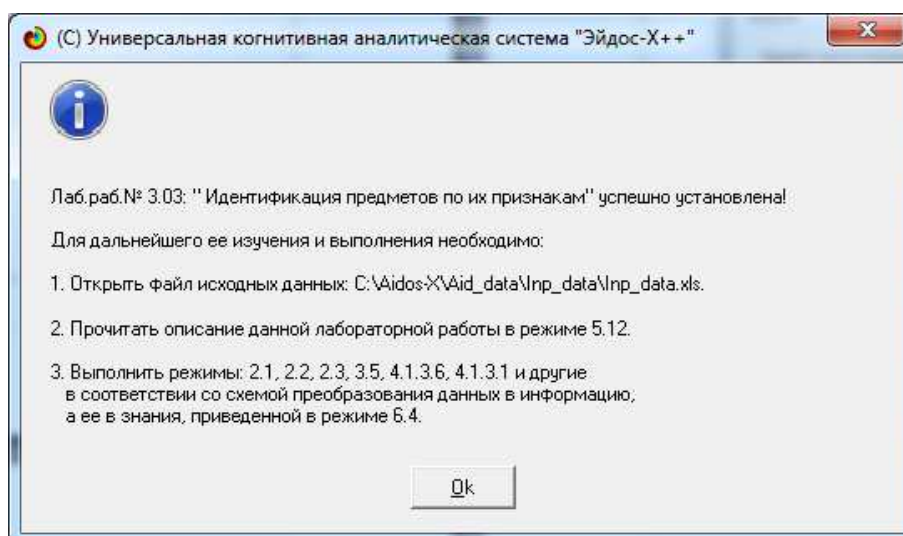 (C) Универсальная когнитивная аналитическая система "Эйдос-X++"
Лаб.раб.№ 3.03: "Идентификация предметов по их признакам" успешно установлена!
Для дальнейшего ее изучения и выполнения необходимо:
1. Открыть файл исходных данных: C:\Aidos-X\Aid_data\Inp_data\Inp_data.xls.
2. Прочитать описание данной лабораторной работы в режиме 5.12.
3. Выполнить режимы: 2.1, 2.2, 2.3, 3.5, 4.1.3.6, 4.1.3.1 и другие
в соответствии со схемой преобразования данных в информацию,
а ее в знания, приведенной в режиме 6.4.
Ok